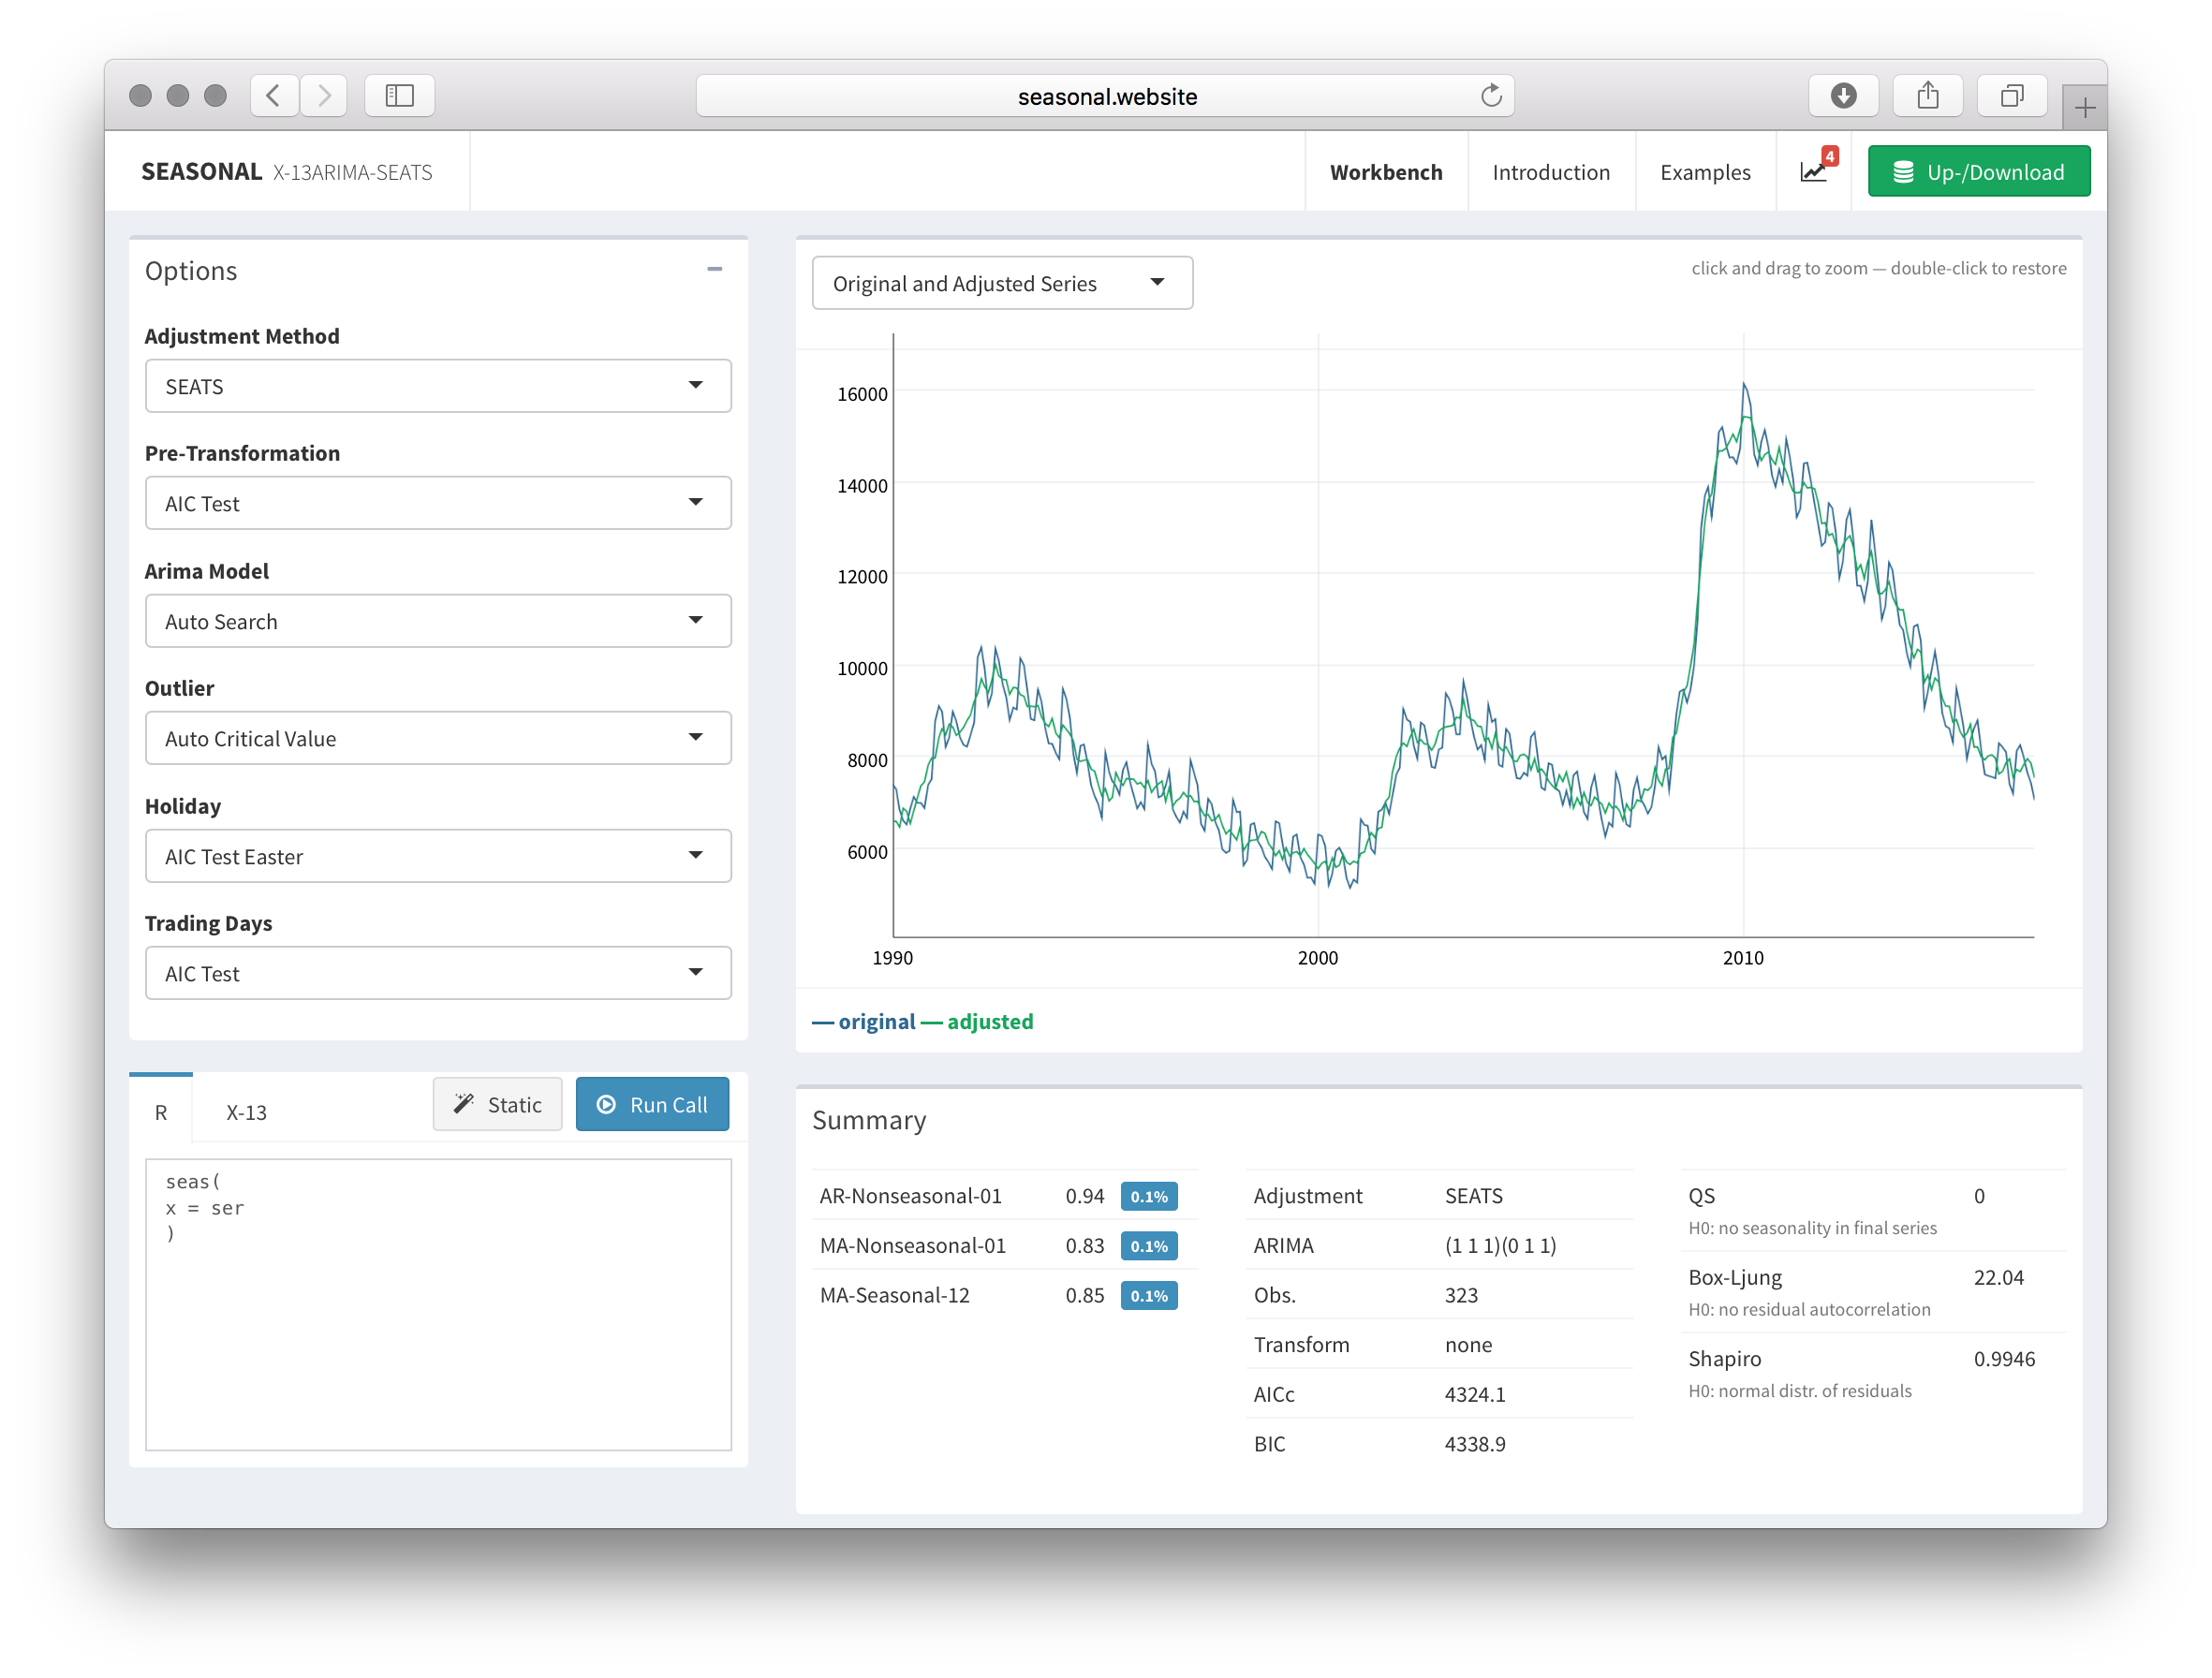 seasonal.website
SEASONAL X-13ARIMA-SEATS
Workbench
Introduction
Examples
4
Up-/Download
Options
Adjustment Method
SEATS
Pre-Transformation
AIC Test
Arima Model
Auto Search
Outlier
Auto Critical Value
Holiday
AIC Test Easter
Trading Days
AIC Test
R
X-13
Static
Run Call
seas(
x = ser
)
Original and Adjusted Series
click and drag to zoom — double-click to restore
16000
14000
12000
10000
8000
6000
1990
2000
2010
original adjusted
Summary
AR-Nonseasonal-01 0.94 0.1%
MA-Nonseasonal-01 0.83 0.1%
MA-Seasonal-12 0.85 0.1%
Adjustment SEATS
ARIMA (1 1 1)(0 1 1)
Obs. 323
Transform none
AICc 4324.1
BIC 4338.9
QS 0
H0: no seasonality in final series
Box-Ljung 22.04
H0: no residual autocorrelation
Shapiro 0.9946
H0: normal distr. of residuals